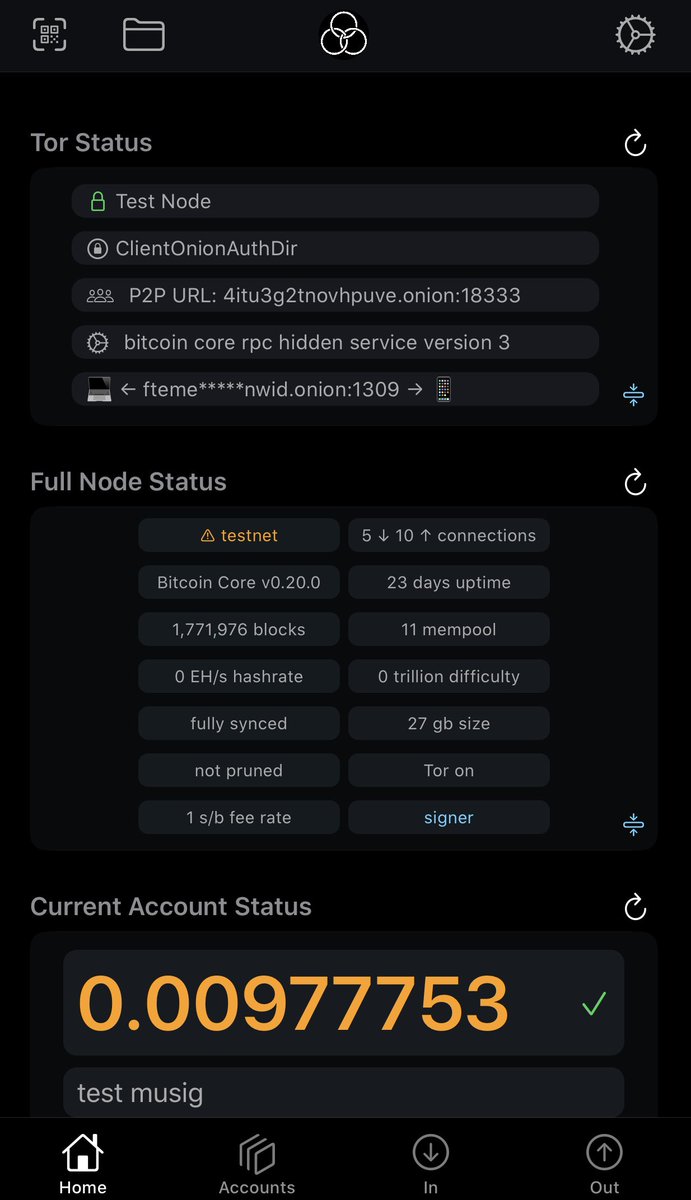 Tor Status
Test Node
ClientOnionAuthDir
P2P URL: 4itu3g2tnovhpuve.onion:18333
bitcoin core rpc hidden service version 3
← fteme*****nwid.onion:1309 →
Full Node Status
testnet
5 ↓ 10 ↑ connections
Bitcoin Core v0.20.0
23 days uptime
1,771,976 blocks
11 mempool
0 EH/s hashrate
0 trillion difficulty
fully synced
27 gb size
not pruned
Tor on
1 s/b fee rate
signer
Current Account Status
0.00977753
test musig
Home
Accounts
In
Out